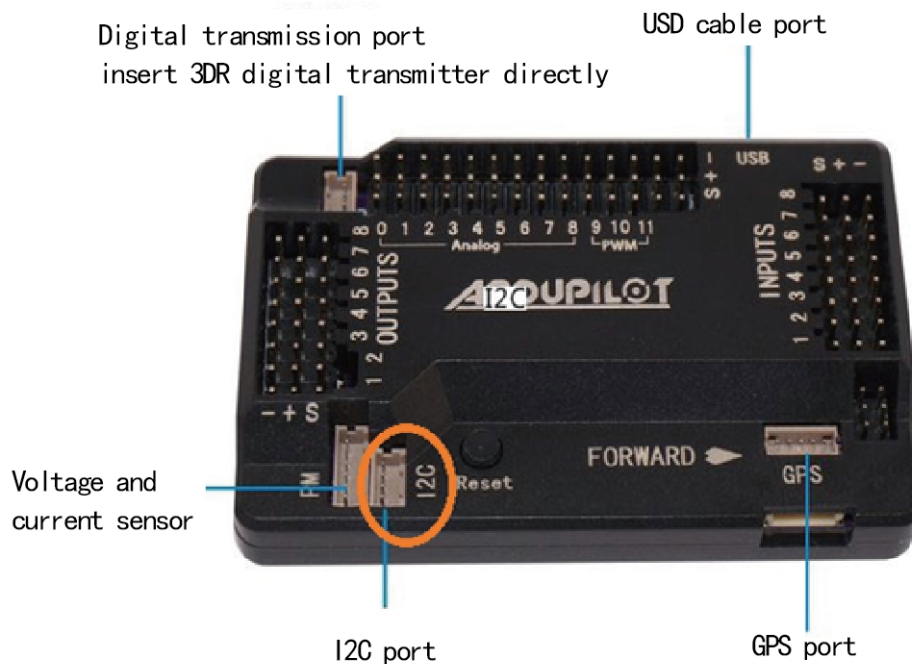 Digital transmission port
insert 3DR digital transmitter directly
USD cable port
- + S
USB
S + -
0 1 2 3 4 5 6 7 8 9 10 11
Analog
PWM
1 2 3 4 5 6 7 8
OUTPUTS
INPUTS
1 2 3 4 5 6 7 8
I2C
UPIL
T
- + S
Voltage and
current sensor
PM
I2C
Reset
FORWARD
GPS
I2C port
GPS port